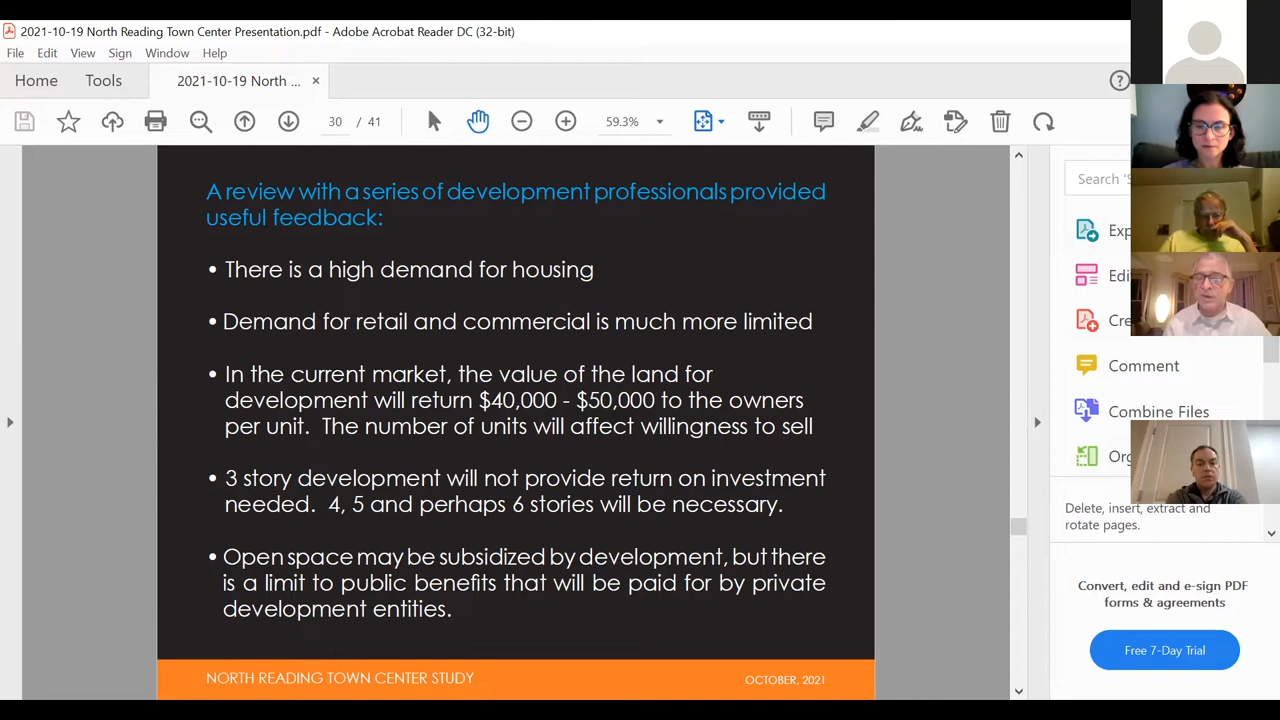 2021-10-19 North Reading Town Center Presentation.pdf - Adobe Acrobat Reader DC (32-bit)
File Edit View Sign Window Help
Home Tools 2021-10-19 North ... ×
30 / 41 59.3%
A review with a series of development professionals provided
useful feedback:
• There is a high demand for housing
• Demand for retail and commercial is much more limited
• In the current market, the value of the land for
development will return $40,000 - $50,000 to the owners
per unit. The number of units will affect willingness to sell
• 3 story development will not provide return on investment
needed. 4, 5 and perhaps 6 stories will be necessary.
• Open space may be subsidized by development, but there
is a limit to public benefits that will be paid for by private
development entities.
NORTH READING TOWN CENTER STUDY
OCTOBER, 2021
Search
Exp
Edi
Cre
Comment
Combine Files
Org
Delete, insert, extract and
rotate pages.
Convert, edit and e-sign PDF
forms & agreements
Free 7-Day Trial